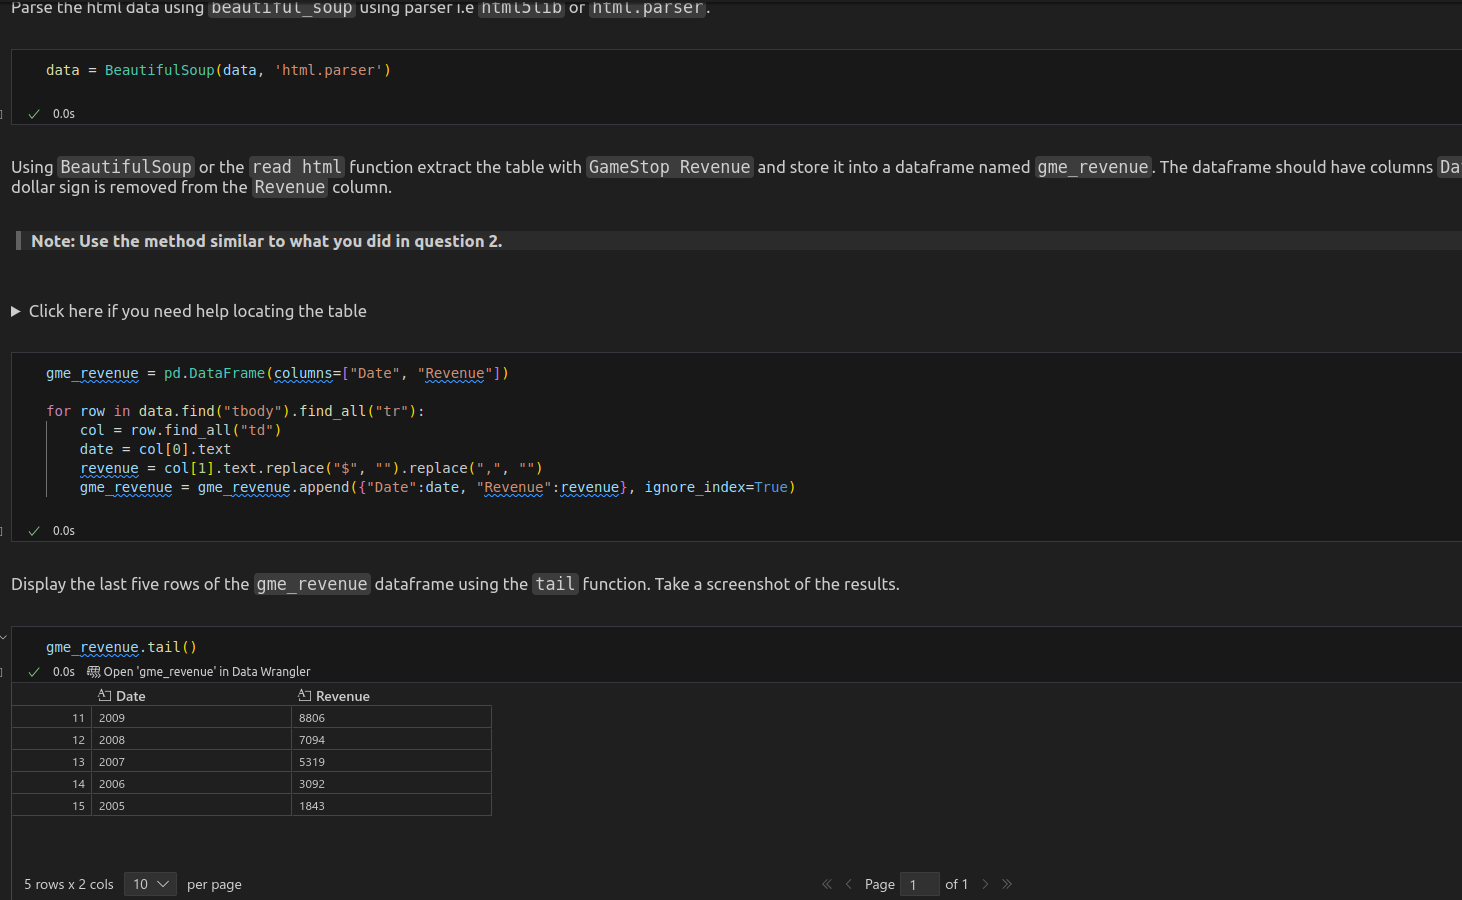 Parse the html data using beautiful_soup using parser i.e html5lib or html.parser.
data = BeautifulSoup(data, 'html.parser')
0.0s
Using BeautifulSoup or the read html function extract the table with GameStop Revenue and store it into a dataframe named gme_revenue. The dataframe should have columns Da
dollar sign is removed from the Revenue column.
Note: Use the method similar to what you did in question 2.
Click here if you need help locating the table
gme_revenue = pd.DataFrame(columns=["Date", "Revenue"])
for row in data.find("tbody").find_all("tr"):
    col = row.find_all("td")
    date = col[0].text
    revenue = col[1].text.replace("$", "").replace(",", "")
    gme_revenue = gme_revenue.append({"Date":date, "Revenue":revenue}, ignore_index=True)
0.0s
Display the last five rows of the gme_revenue dataframe using the tail function. Take a screenshot of the results.
gme_revenue.tail()
0.0s Open 'gme_revenue' in Data Wrangler
Date Revenue
11 2009 8806
12 2008 7094
13 2007 5319
14 2006 3092
15 2005 1843
5 rows x 2 cols 10 per page Page 1 of 1